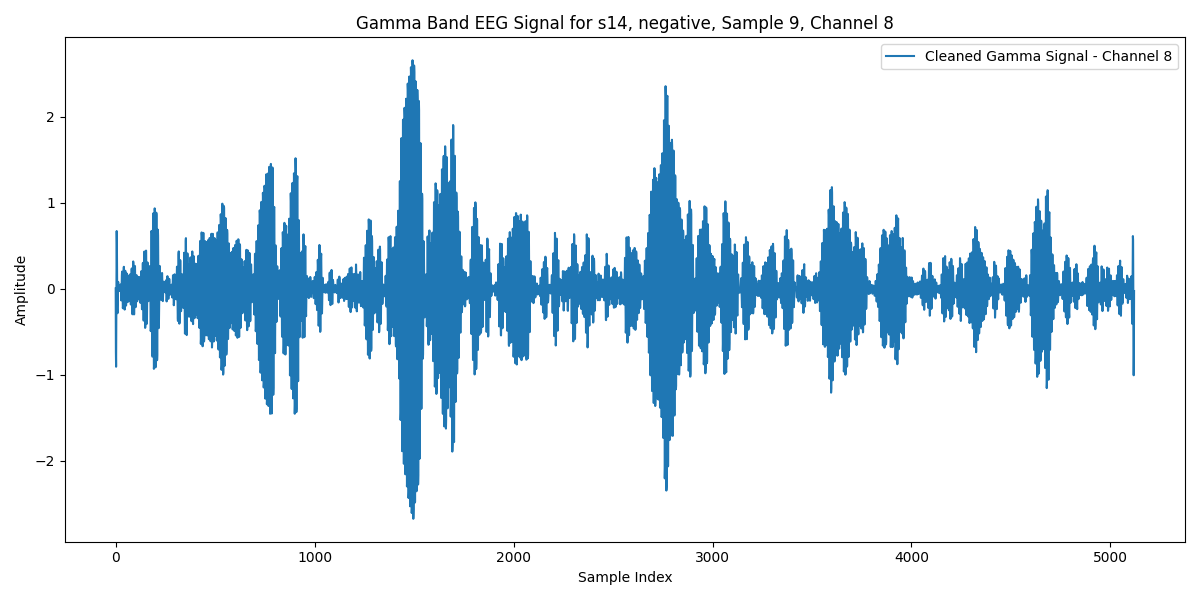 Gamma Band EEG Signal for s14, negative, Sample 9, Channel 8
Cleaned Gamma Signal - Channel 8
Amplitude
2
1
0
−1
−2
0 1000 2000 3000 4000 5000
Sample Index